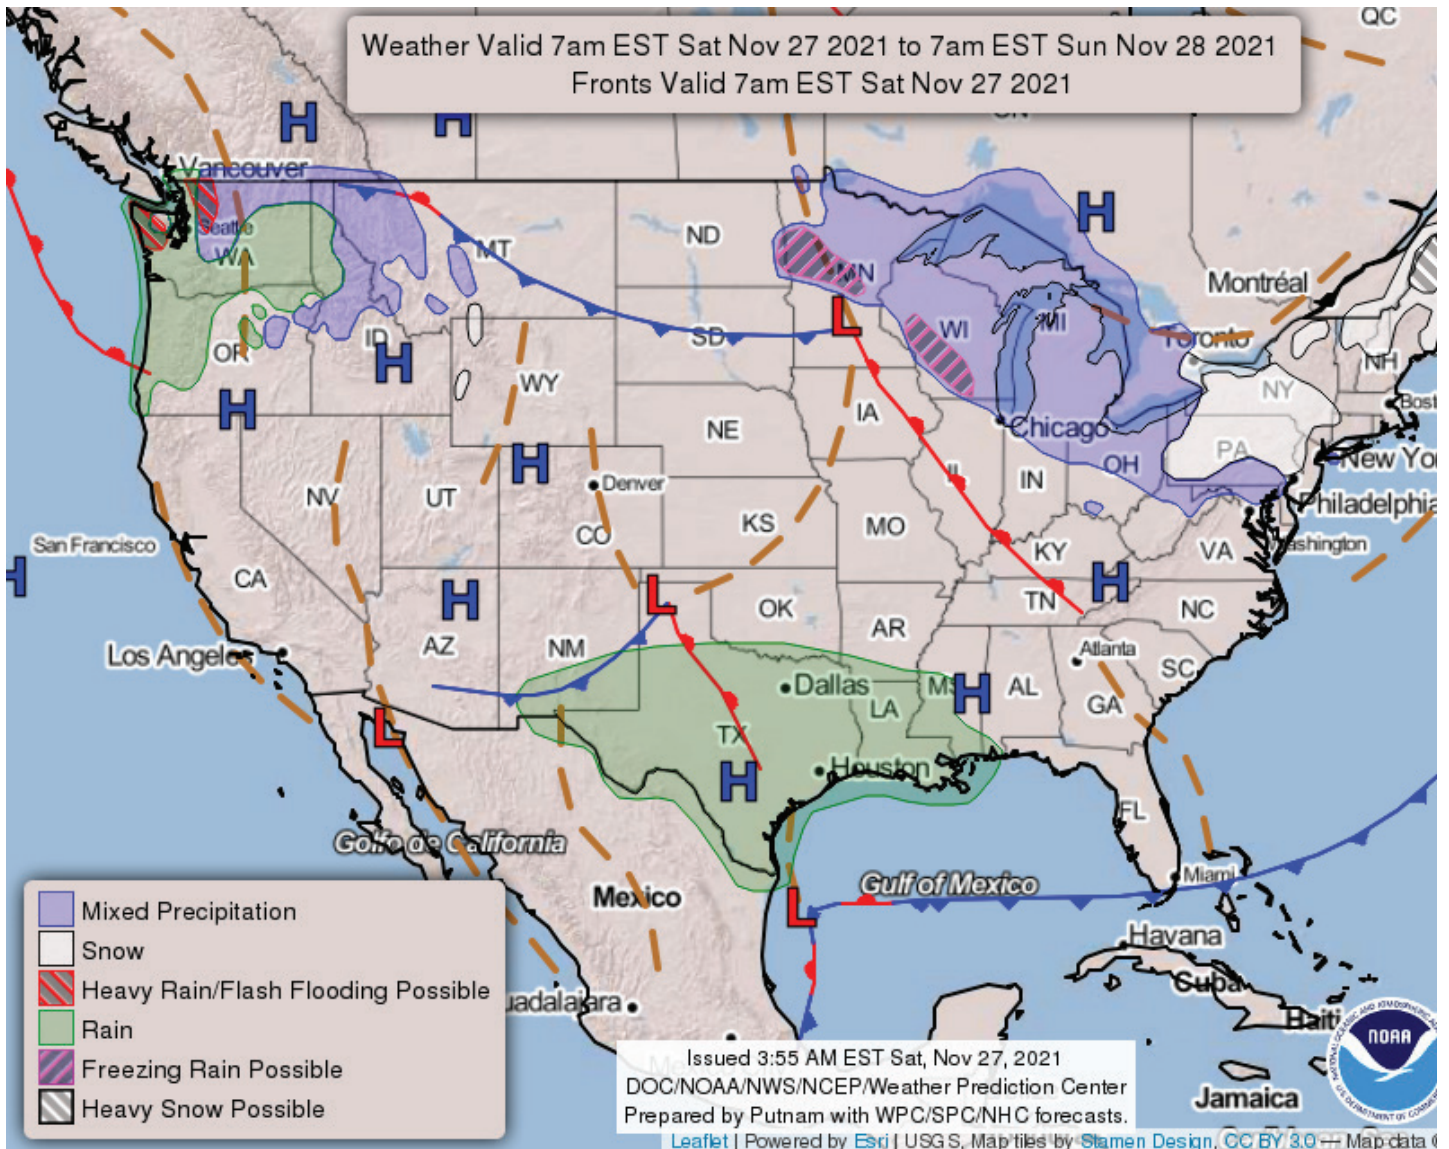 QC
Weather Valid 7am EST Sat Nov 27 2021 to 7am EST Sun Nov 28 2021
Fronts Valid 7am EST Sat Nov 27 2021
ON
H H
Vancouver
H
Seattle
WA
MT
ND
MN
Montréal
L
WI
MI
Toronto
OR
ID
H
SD
NH
WY
NY
H
IA
NE
Chicago
Bost
PA
OH
New Yo
H
Denver
IL
IN
NV
UT
Philadelphia
CO
KS
MO
KY
VA
San Francisco
H
CA
H
AZ
L
OK
TN
H
NC
AR
Los Angeles
NM
Atlanta
SC
Dallas
LA
MS
H
AL
GA
L
TX
H
Houston
FL
Golfo de California
Mexico
Gulf of Mexico
Miami
L
Havana
Cuba
Haiti
uadalajara
Mexico City
Jamaica
Mixed Precipitation
Snow
Heavy Rain/Flash Flooding Possible
Rain
Freezing Rain Possible
Heavy Snow Possible
Issued 3:55 AM EST Sat, Nov 27, 2021
DOC/NOAA/NWS/NCEP/Weather Prediction Center
Prepared by Putnam with WPC/SPC/NHC forecasts.
NOAA
Leaflet | Powered by Esri | USGS, Map tiles by Stamen Design, CC BY 3.0 — Map data ©